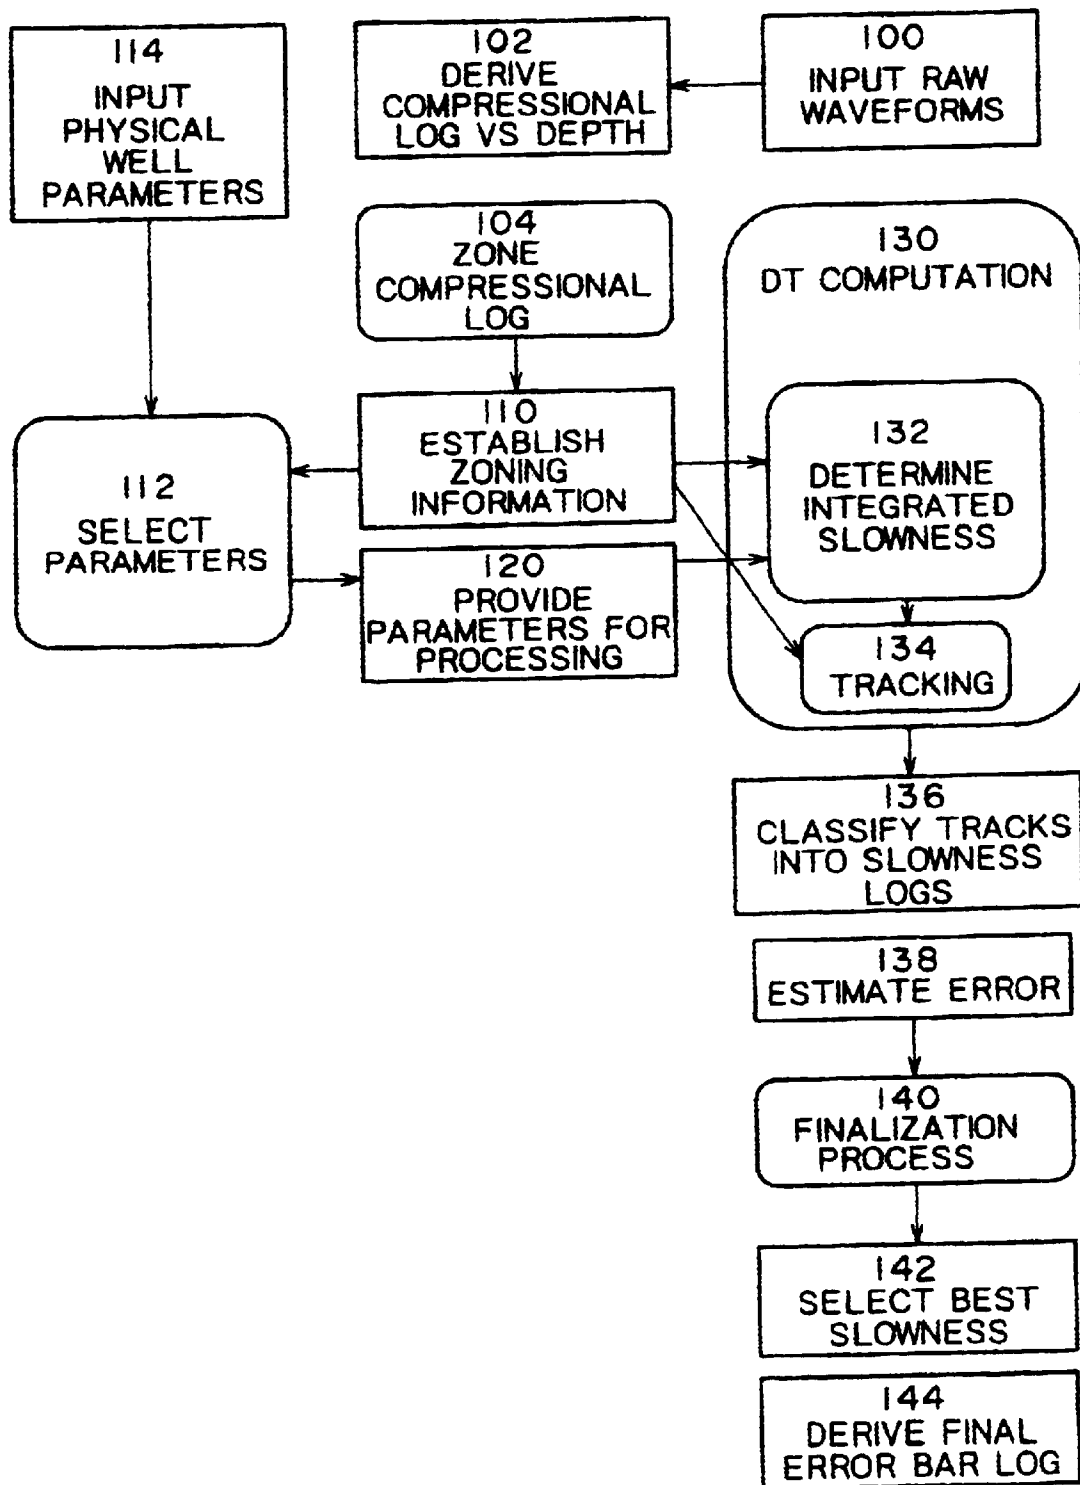 114
INPUT
PHYSICAL
WELL
PARAMETERS
102
DERIVE
COMPRESSIONAL
LOG VS DEPTH
100
INPUT RAW
WAVEFORMS
104
ZONE
COMPRESSIONAL
LOG
130
DT COMPUTATION
110
ESTABLISH
ZONING
INFORMATION
132
DETERMINE
INTEGRATED
SLOWNESS
112
SELECT
PARAMETERS
120
PROVIDE
PARAMETERS FOR
PROCESSING
134
TRACKING
136
CLASSIFY TRACKS
INTO SLOWNESS
LOGS
138
ESTIMATE ERROR
140
FINALIZATION
PROCESS
142
SELECT BEST
SLOWNESS
144
DERIVE FINAL
ERROR BAR LOG